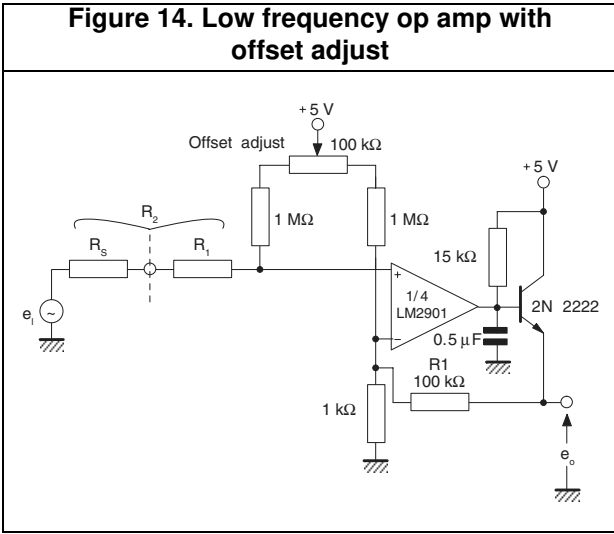 Figure 14. Low frequency op amp with
offset adjust
+5 V
Offset adjust 100 kΩ
+5 V
R2
1 MΩ 1 MΩ
RS R1
15 kΩ
+
1/4
LM2901
2N 2222
eI
~
0.5 μF
−
R1
100 kΩ
1 kΩ
eo